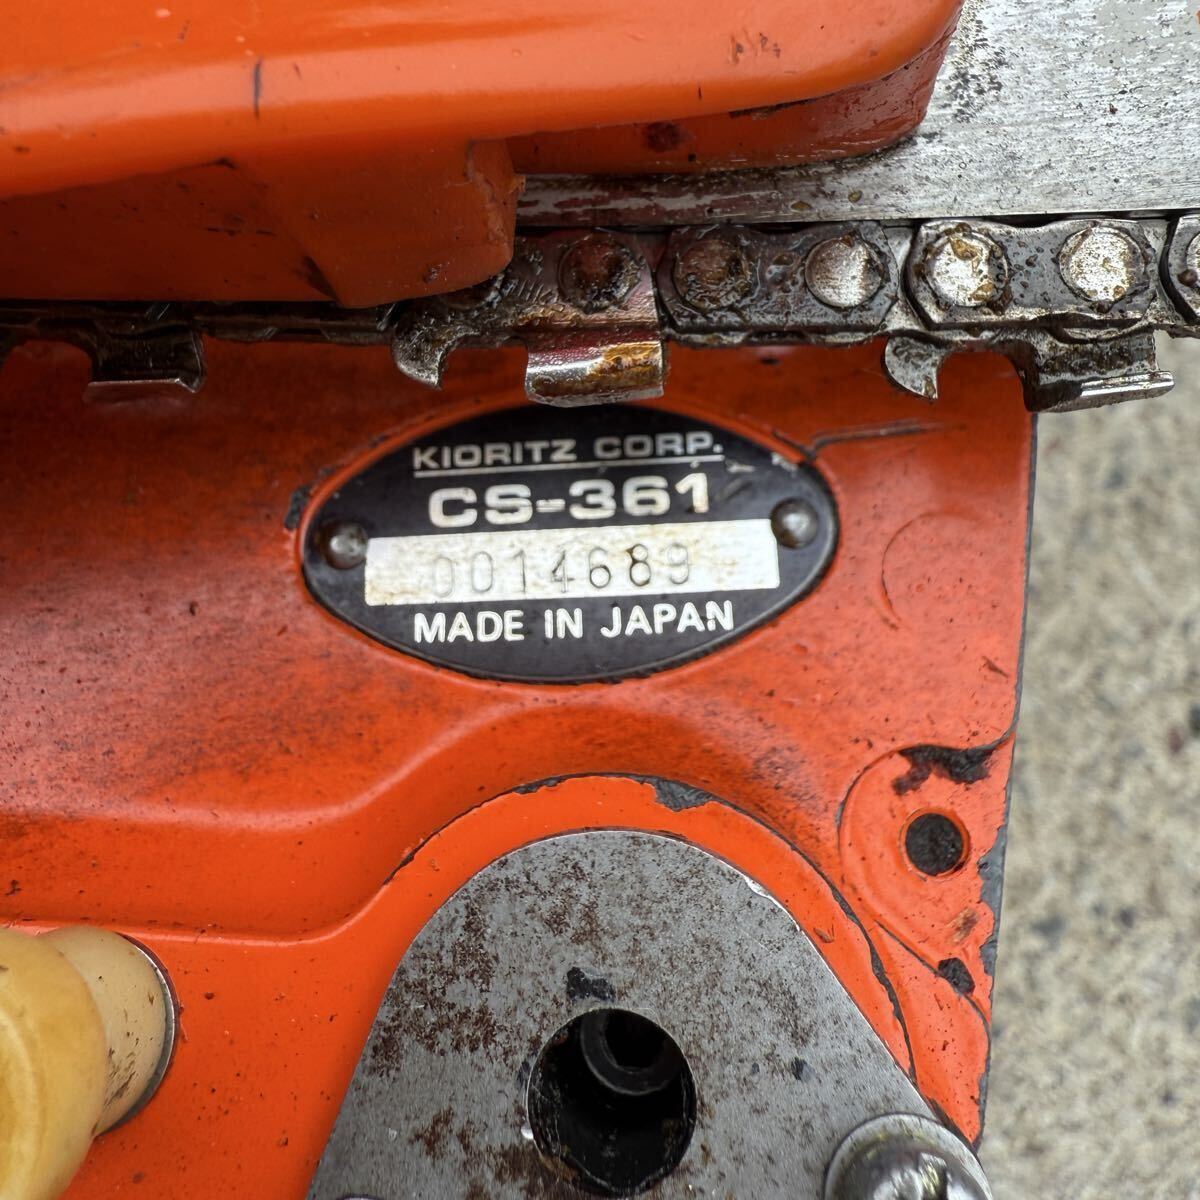 KIORITZ CORP.
CS-361
0014689
MADE IN JAPAN